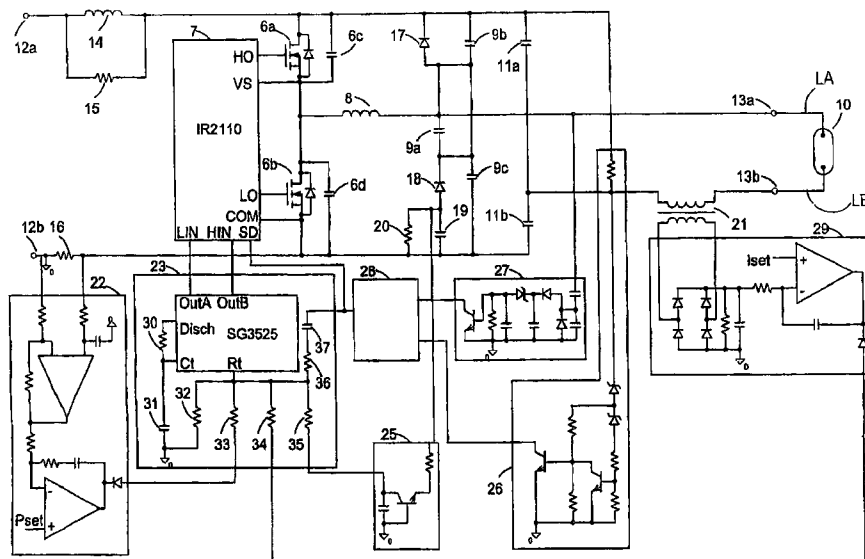 12a
14
15
7
6a
6c
HO
VS
IR2110
8
6b
6d
LO
COM
LIN HIN SD
17
9b
11a
9a
9c
18
19
20
11b
13a
LA
10
13b
LB
21
12b
16
22
Pset
23
OutA OutB
Disch
SG3525
Ct
Rt
30
31
32
33
34
35
36
37
28
27
25
26
29
Iset